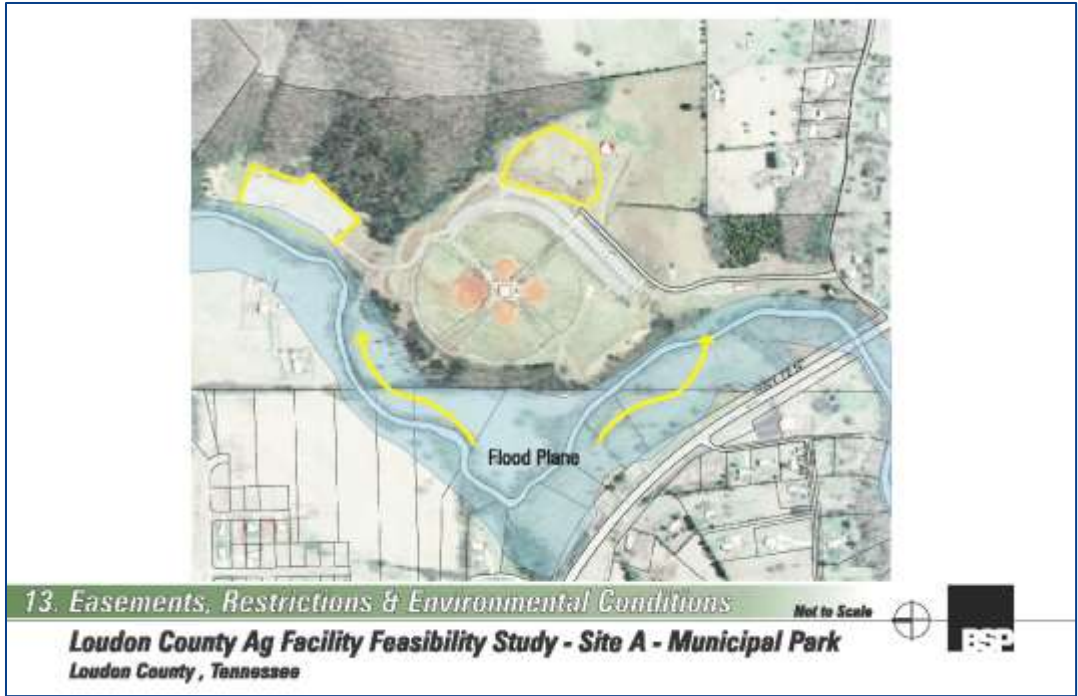 Flood Plane
13. Easements, Restrictions & Environmental Conditions
Not to Scale
BSP
Loudon County Ag Facility Feasibility Study - Site A - Municipal Park
Loudon County , Tennessee